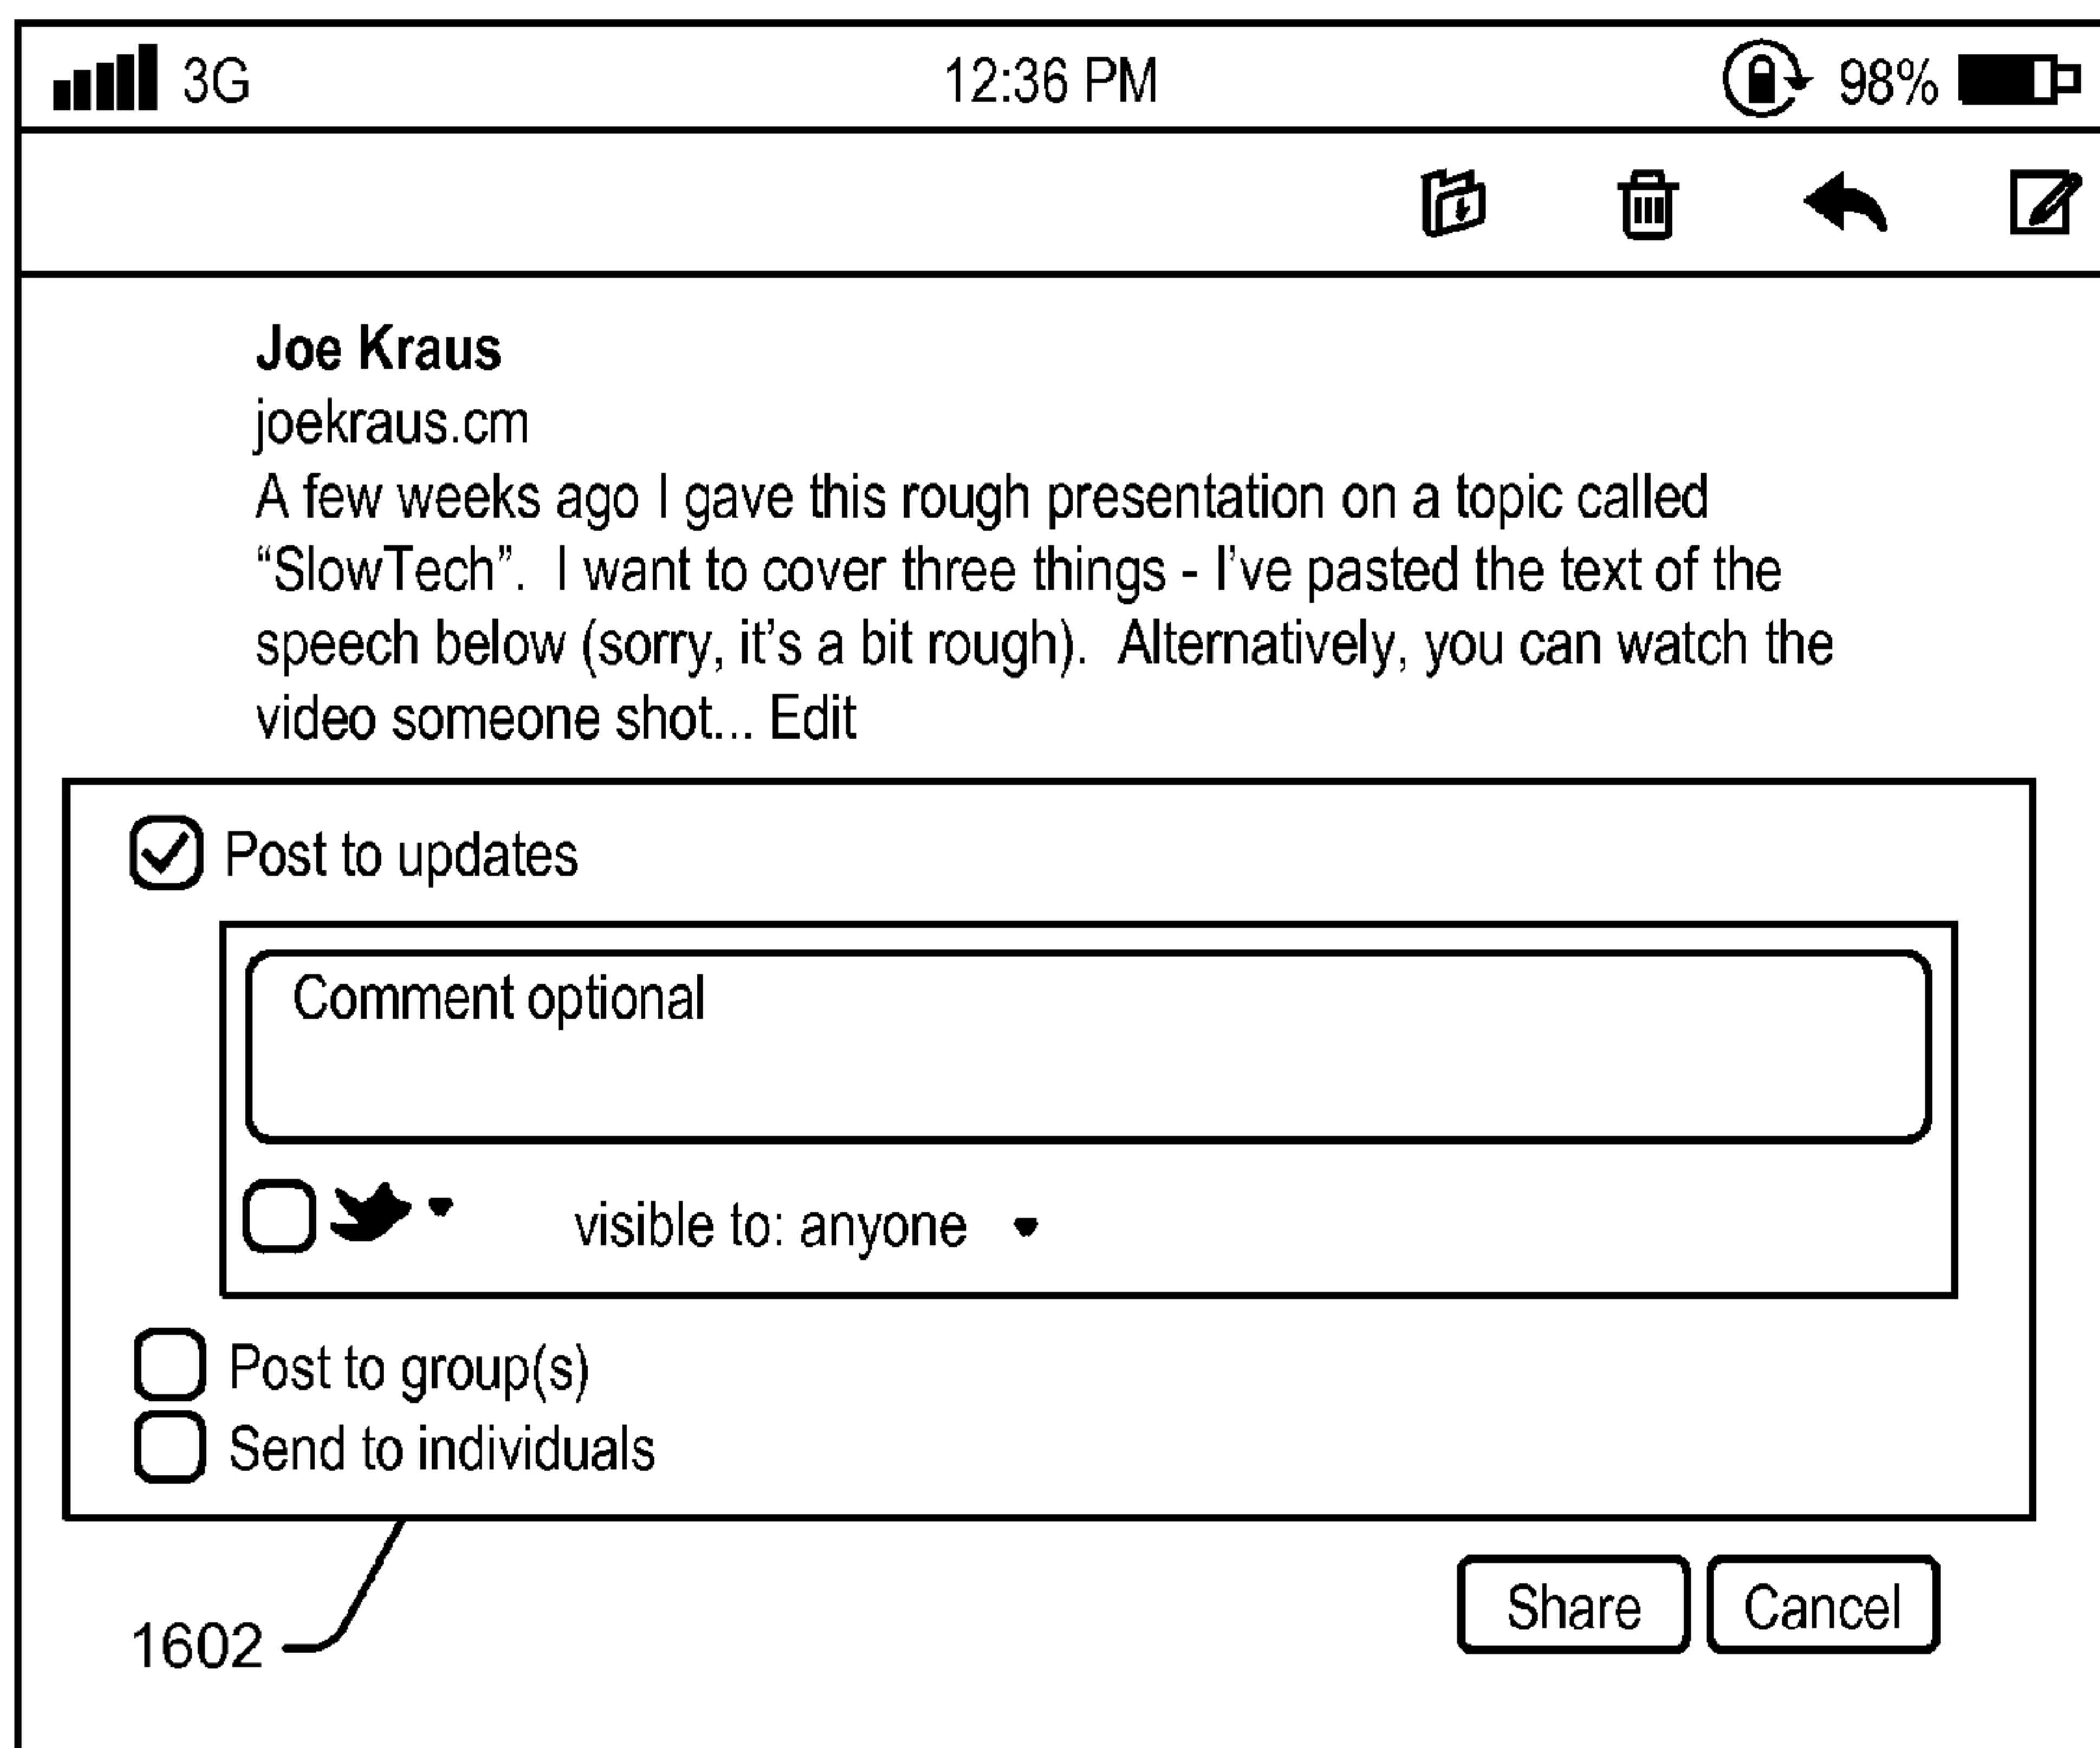 3G 12:36 PM 98%
Joe Kraus
joekraus.cm
A few weeks ago I gave this rough presentation on a topic called
“SlowTech”.  I want to cover three things - I’ve pasted the text of the
speech below (sorry, it’s a bit rough).  Alternatively, you can watch the
video someone shot... Edit
Post to updates
Comment optional
visible to: anyone
Post to group(s)
Send to individuals
Share Cancel
1602